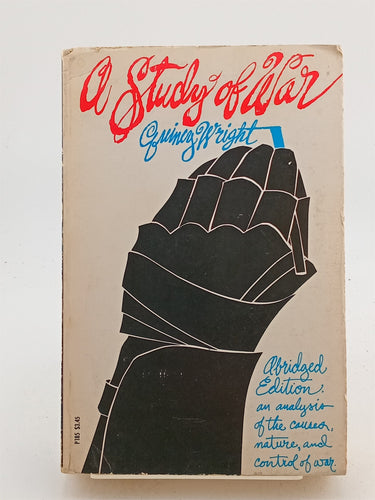 A Study of War
Quincy Wright
Abridged
Edition:
an analysis
of the causes,
nature, and
control of war.
P185 $3.45